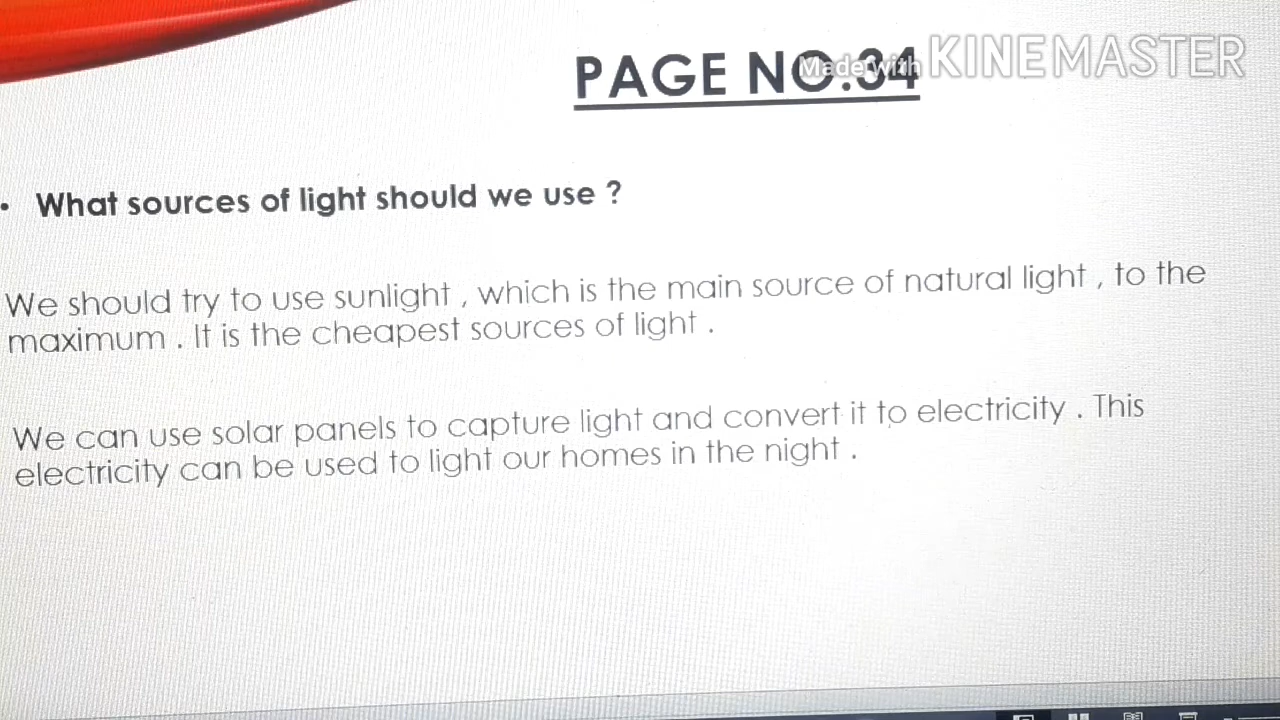 PAGE NO.34
Made with KINEMASTER
• What sources of light should we use ?
We should try to use sunlight , which is the main source of natural light , to the
maximum . It is the cheapest sources of light .
We can use solar panels to capture light and convert it to electricity . This
electricity can be used to light our homes in the night .